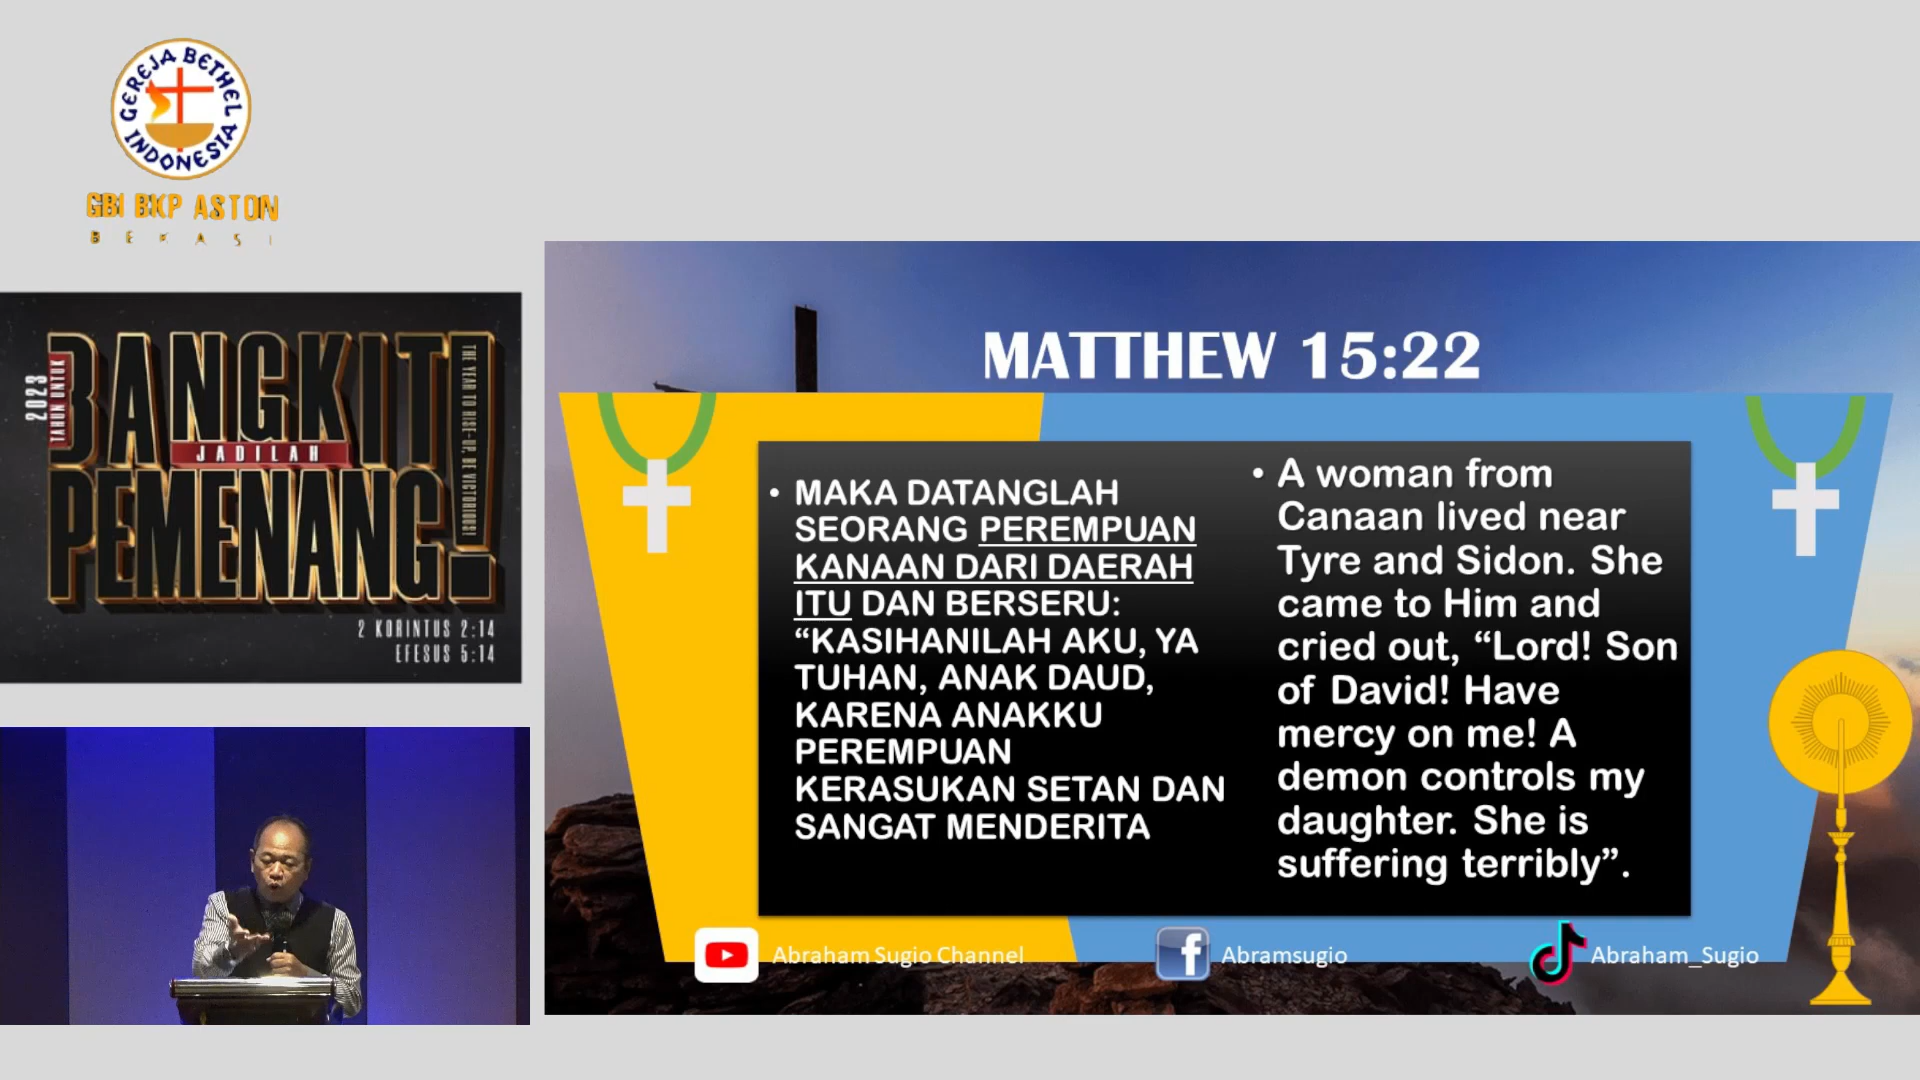 GEREJA BETHEL INDONESIA
GBI BKP ASTON
BEKASI
2023
TAHUN UNTUK
BANGKIT
JADILAH
PEMENANG!
THE YEAR TO RISE-UP, BE VICTORIOUS!
2 KORINTUS 2:14
EFESUS 5:14
MATTHEW 15:22
• MAKA DATANGLAH
SEORANG PEREMPUAN
KANAAN DARI DAERAH
ITU DAN BERSERU:
“KASIHANILAH AKU, YA
TUHAN, ANAK DAUD,
KARENA ANAKKU
PEREMPUAN
KERASUKAN SETAN DAN
SANGAT MENDERITA
• A woman from
Canaan lived near
Tyre and Sidon. She
came to Him and
cried out, “Lord! Son
of David! Have
mercy on me! A
demon controls my
daughter. She is
suffering terribly”.
Abraham Sugio Channel
Abramsugio
Abraham_Sugio